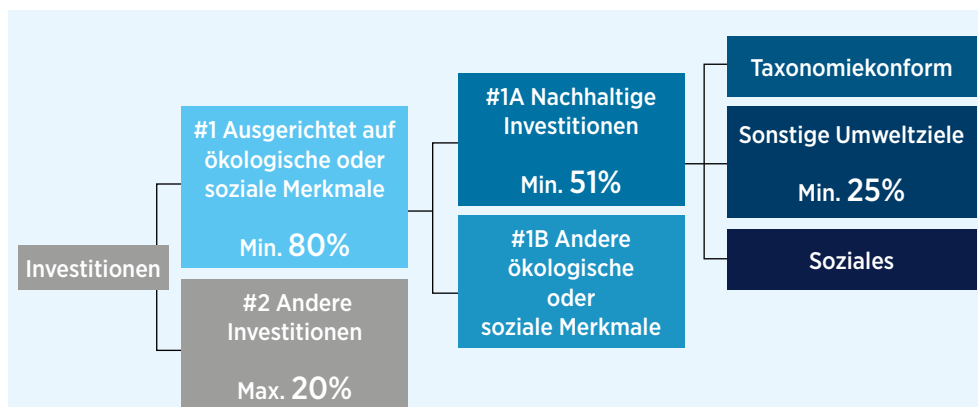 Investitionen
#1 Ausgerichtet auf
ökologische oder
soziale Merkmale
Min. 80%
#2 Andere
Investitionen
Max. 20%
#1A Nachhaltige
Investitionen
Min. 51%
#1B Andere
ökologische
oder
soziale Merkmale
Taxonomiekonform
Sonstige Umweltziele
Min. 25%
Soziales